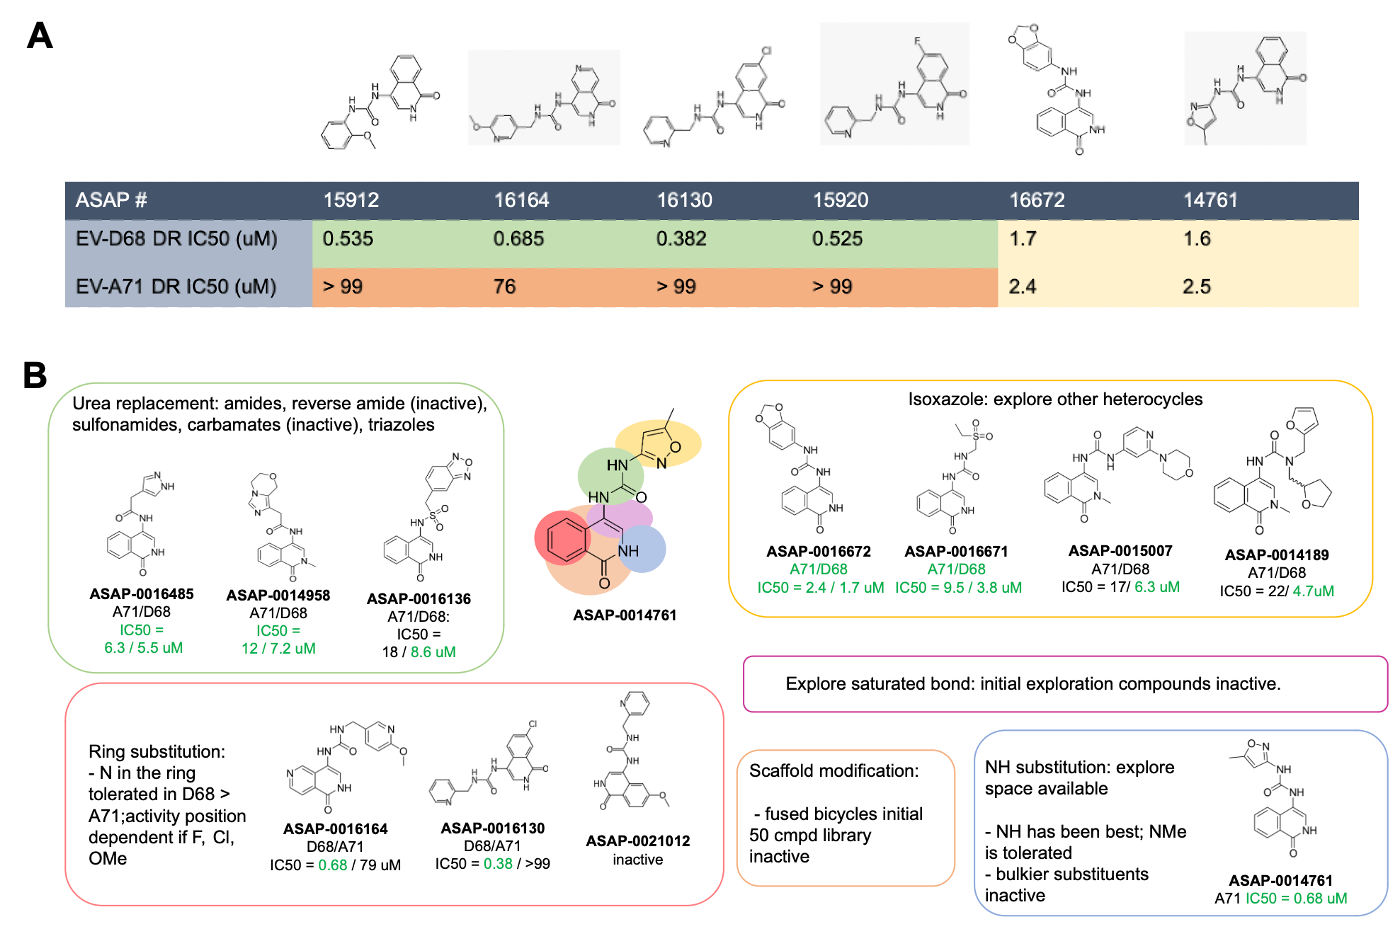 A
ASAP # 15912 16164 16130 15920 16672 14761
EV-D68 DR IC50 (uM) 0.535 0.685 0.382 0.525 1.7 1.6
EV-A71 DR IC50 (uM) > 99 76 > 99 > 99 2.4 2.5
B
Urea replacement: amides, reverse amide (inactive),
sulfonamides, carbamates (inactive), triazoles
ASAP-0016485
A71/D68
IC50 =
6.3 / 5.5 uM
ASAP-0014958
A71/D68
IC50 =
12 / 7.2 uM
ASAP-0016136
A71/D68:
IC50 =
18 / 8.6 uM
ASAP-0014761
Isoxazole: explore other heterocycles
ASAP-0016672
A71/D68
IC50 = 2.4 / 1.7 uM
ASAP-0016671
A71/D68
IC50 = 9.5 / 3.8 uM
ASAP-0015007
A71/D68
IC50 = 17/ 6.3 uM
ASAP-0014189
A71/D68
IC50 = 22/ 4.7uM
Explore saturated bond: initial exploration compounds inactive.
Ring substitution:
- N in the ring
tolerated in D68 >
A71;activity position
dependent if F, Cl,
OMe
ASAP-0016164
D68/A71
IC50 = 0.68 / 79 uM
ASAP-0016130
D68/A71
IC50 = 0.38 / >99
ASAP-0021012
inactive
Scaffold modification:
- fused bicycles initial
50 cmpd library
inactive
NH substitution: explore
space available
- NH has been best; NMe
is tolerated
- bulkier substituents
inactive
ASAP-0014761
A71 IC50 = 0.68 uM